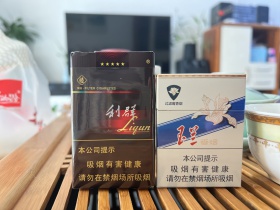 利群
Liqun
本公司提示
吸烟有害健康
请勿在禁烟场所吸烟
玉兰
本公司提示
吸烟有害健康
请勿在禁烟场所吸烟